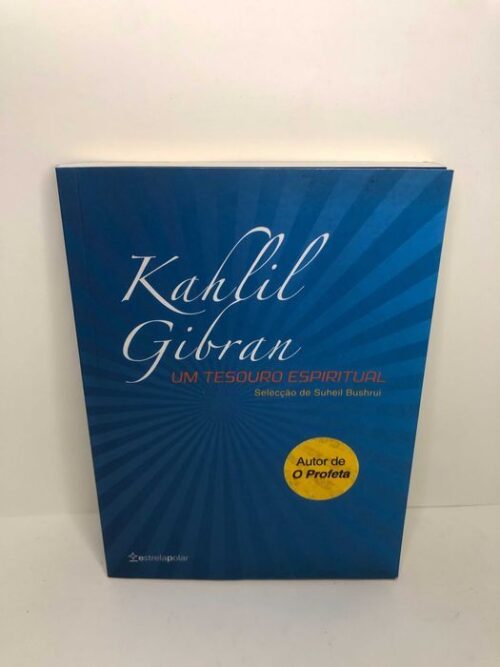 Kahlil
Gibran
UM TESOURO ESPIRITUAL
Selecção de Suheil Bushrui
Autor de
O Profeta
estrelapolar